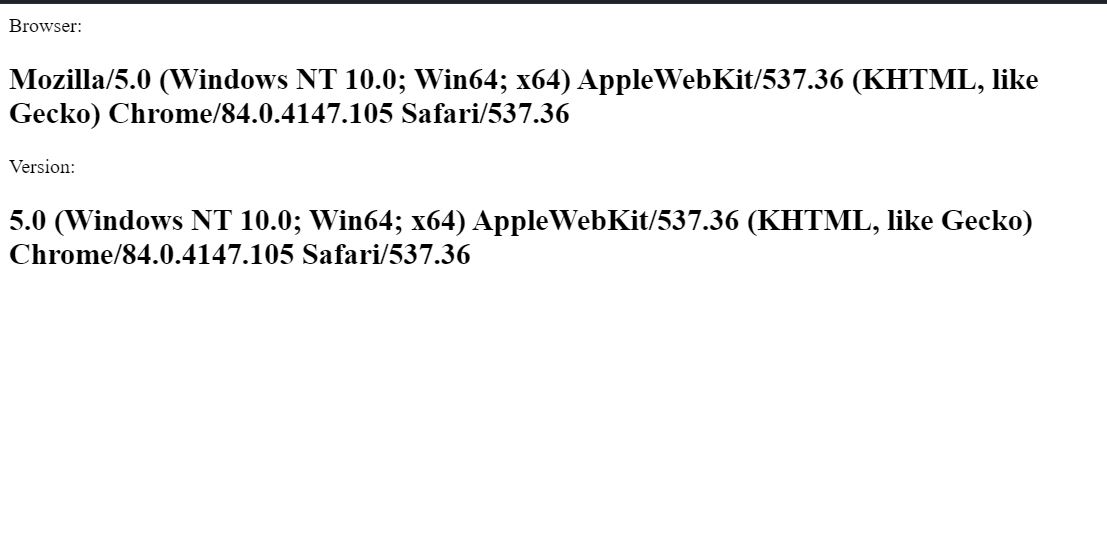 Browser:
Mozilla/5.0 (Windows NT 10.0; Win64; x64) AppleWebKit/537.36 (KHTML, like
Gecko) Chrome/84.0.4147.105 Safari/537.36
Version:
5.0 (Windows NT 10.0; Win64; x64) AppleWebKit/537.36 (KHTML, like Gecko)
Chrome/84.0.4147.105 Safari/537.36